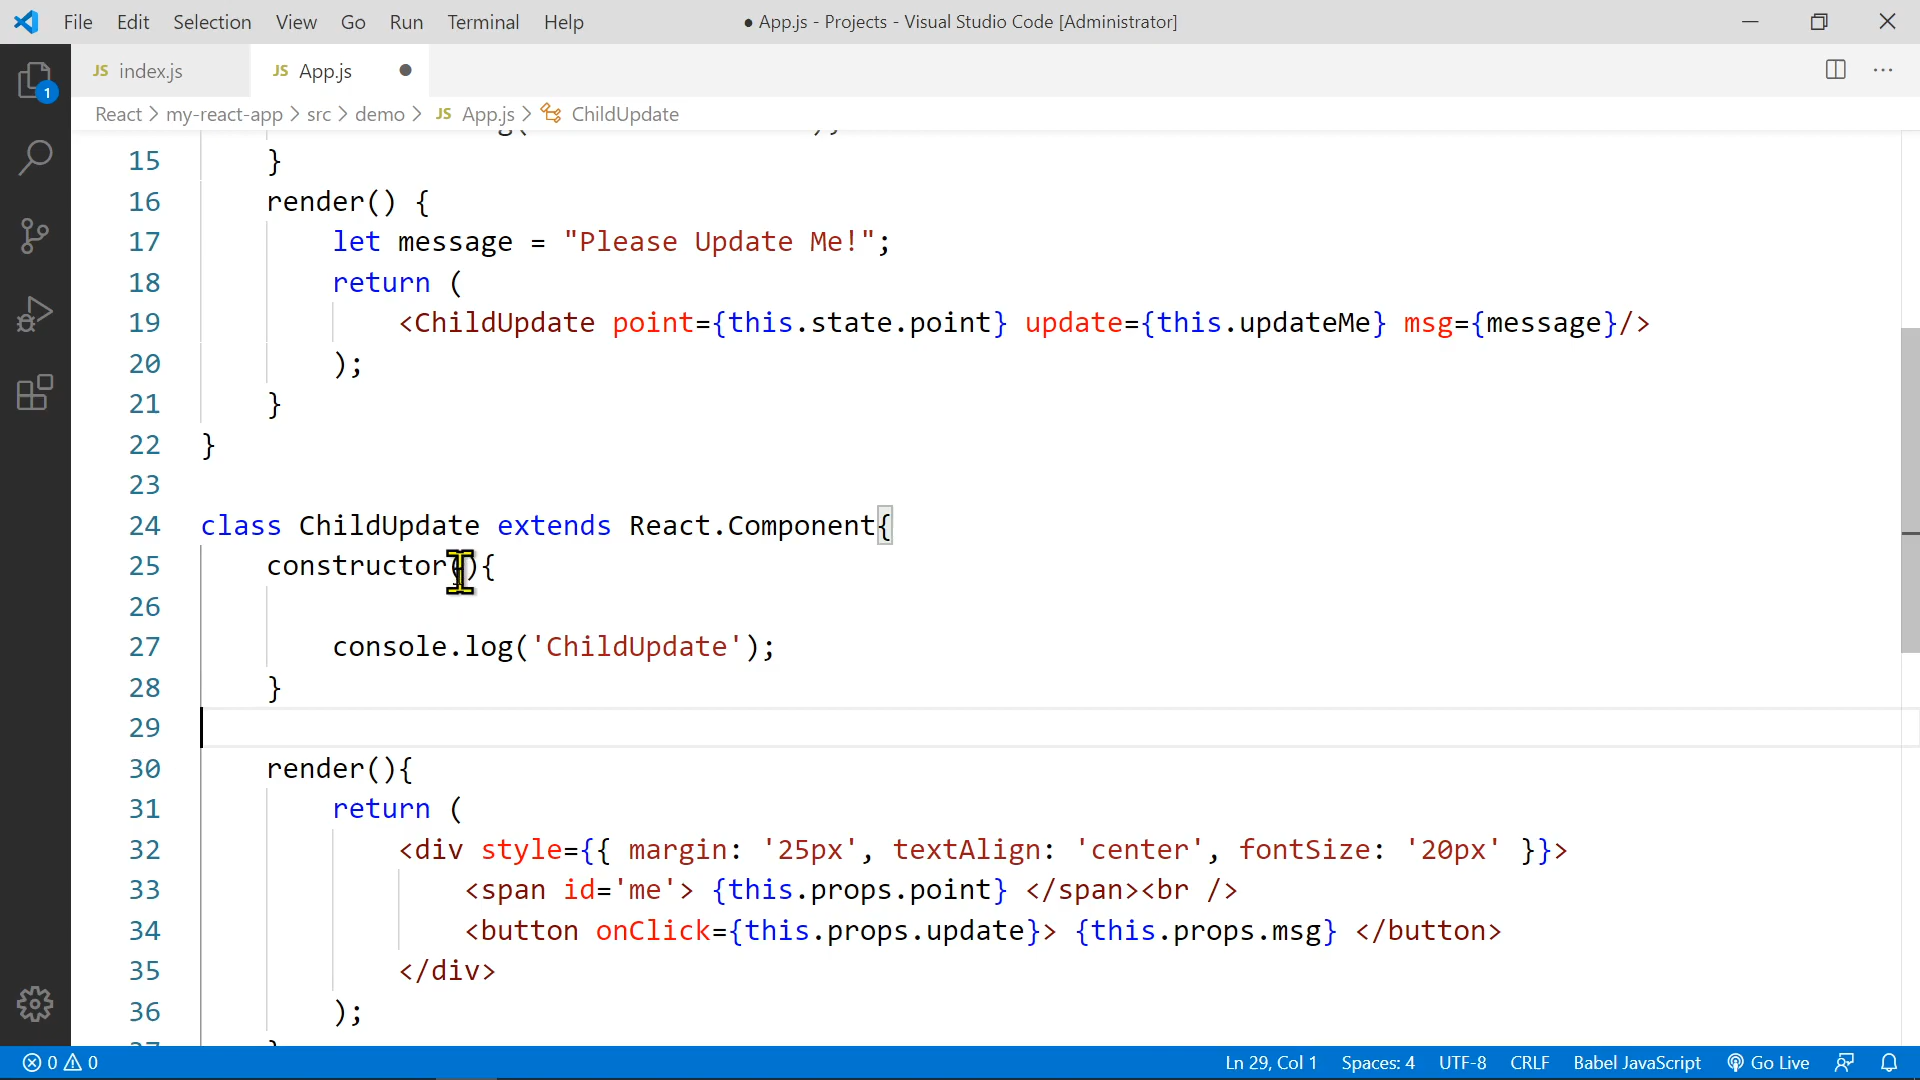 File Edit Selection View Go Run Terminal Help
● App.js - Projects - Visual Studio Code [Administrator]
1
JS index.js
JS App.js
React > my-react-app > src > demo > JS App.js > ChildUpdate
15 }
16 render() {
17 let message = "Please Update Me!";
18 return (
19 <ChildUpdate point={this.state.point} update={this.updateMe} msg={message}/>
20 );
21 }
22 }
23
24 class ChildUpdate extends React.Component{
25 constructor(){
26
27 console.log('ChildUpdate');
28 }
29
30 render(){
31 return (
32 <div style={{ margin: '25px', textAlign: 'center', fontSize: '20px' }}>
33 <span id='me'> {this.props.point} </span><br />
34 <button onClick={this.props.update}> {this.props.msg} </button>
35 </div>
36 );
0 0
Ln 29, Col 1 Spaces: 4 UTF-8 CRLF Babel JavaScript Go Live